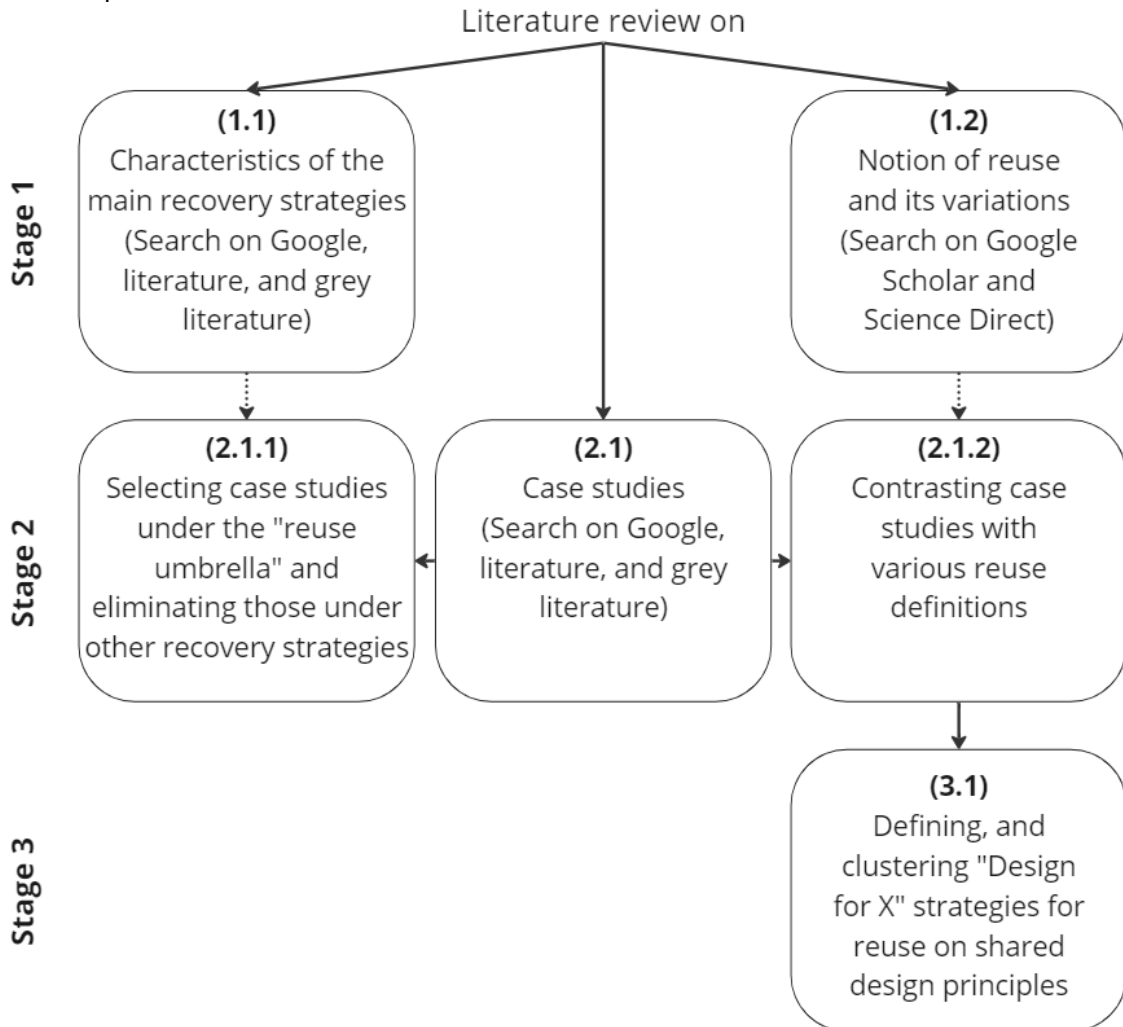 Literature review on
Stage 1
(1.1)
Characteristics of the
main recovery strategies
(Search on Google,
literature, and grey
literature)
(1.2)
Notion of reuse
and its variations
(Search on Google
Scholar and
Science Direct)
Stage 2
(2.1.1)
Selecting case studies
under the "reuse
umbrella" and
eliminating those under
other recovery strategies
(2.1)
Case studies
(Search on Google,
literature, and grey
literature)
(2.1.2)
Contrasting case
studies with
various reuse
definitions
Stage 3
(3.1)
Defining, and
clustering "Design
for X" strategies for
reuse on shared
design principles